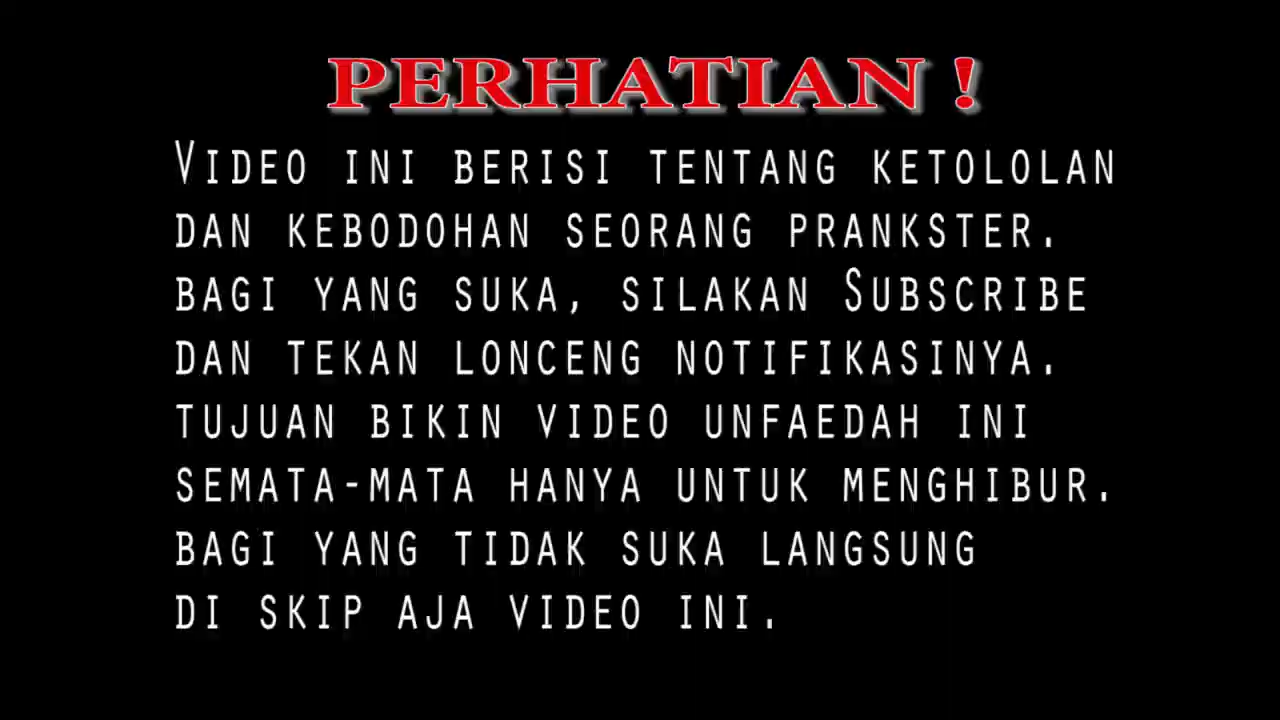 PERHATIAN !
VIDEO INI BERISI TENTANG KETOLOLAN
DAN KEBODOHAN SEORANG PRANKSTER.
BAGI YANG SUKA, SILAKAN SUBSCRIBE
DAN TEKAN LONCENG NOTIFIKASINYA.
TUJUAN BIKIN VIDEO UNFAEDAH INI
SEMATA-MATA HANYA UNTUK MENGHIBUR.
BAGI YANG TIDAK SUKA LANGSUNG
DI SKIP AJA VIDEO INI.